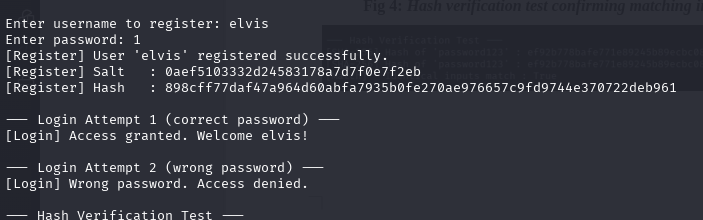 Fig 4: Hash verification test confirming matching i
Enter username to register: elvis
Enter password: 1
[Register] User 'elvis' registered successfully.
[Register] Salt   : 0aef5103332d24583178a7d7f0e7f2eb
[Register] Hash   : 898cff77daf47a964d60abfa7935b0fe270ae976657c9fd9744e370722deb961
── Login Attempt 1 (correct password) ──
[Login] Access granted. Welcome elvis!
── Login Attempt 2 (wrong password) ──
[Login] Wrong password. Access denied.
── Hash Verification Test ──